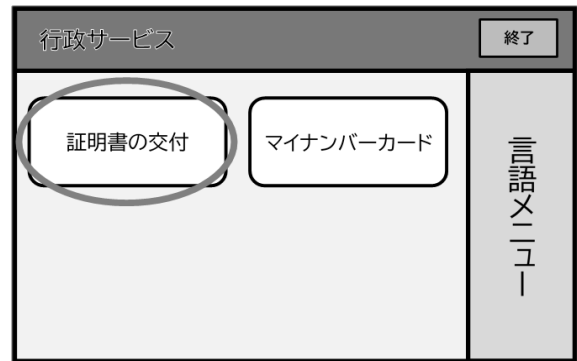 行政サービス
終了
証明書の交付
マイナンバーカード
言語メニュー